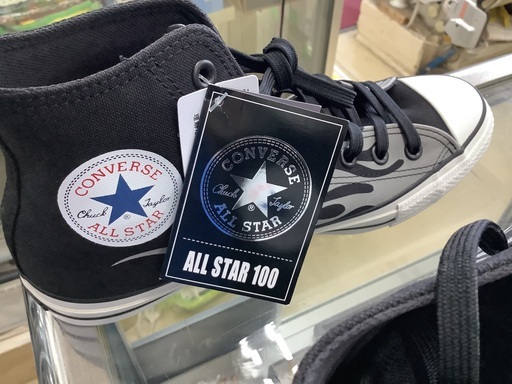 CONVERSE
Chuck Taylor
®
ALL STAR
CONVERSE
Chuck Taylor
ALL STAR
ALL STAR 100